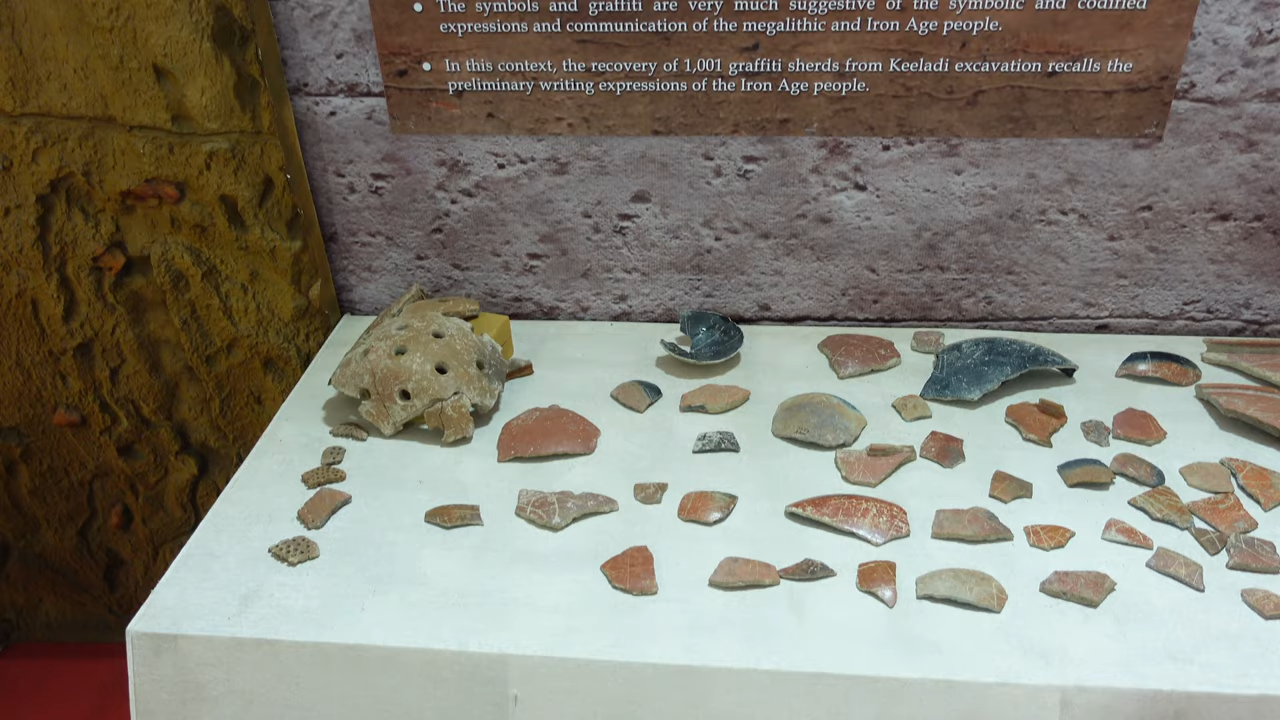 • The symbols and graffiti are very much suggestive of the symbolic and codified
expressions and communication of the megalithic and Iron Age people.
• In this context, the recovery of 1,001 graffiti sherds from Keeladi excavation recalls the
preliminary writing expressions of the Iron Age people.